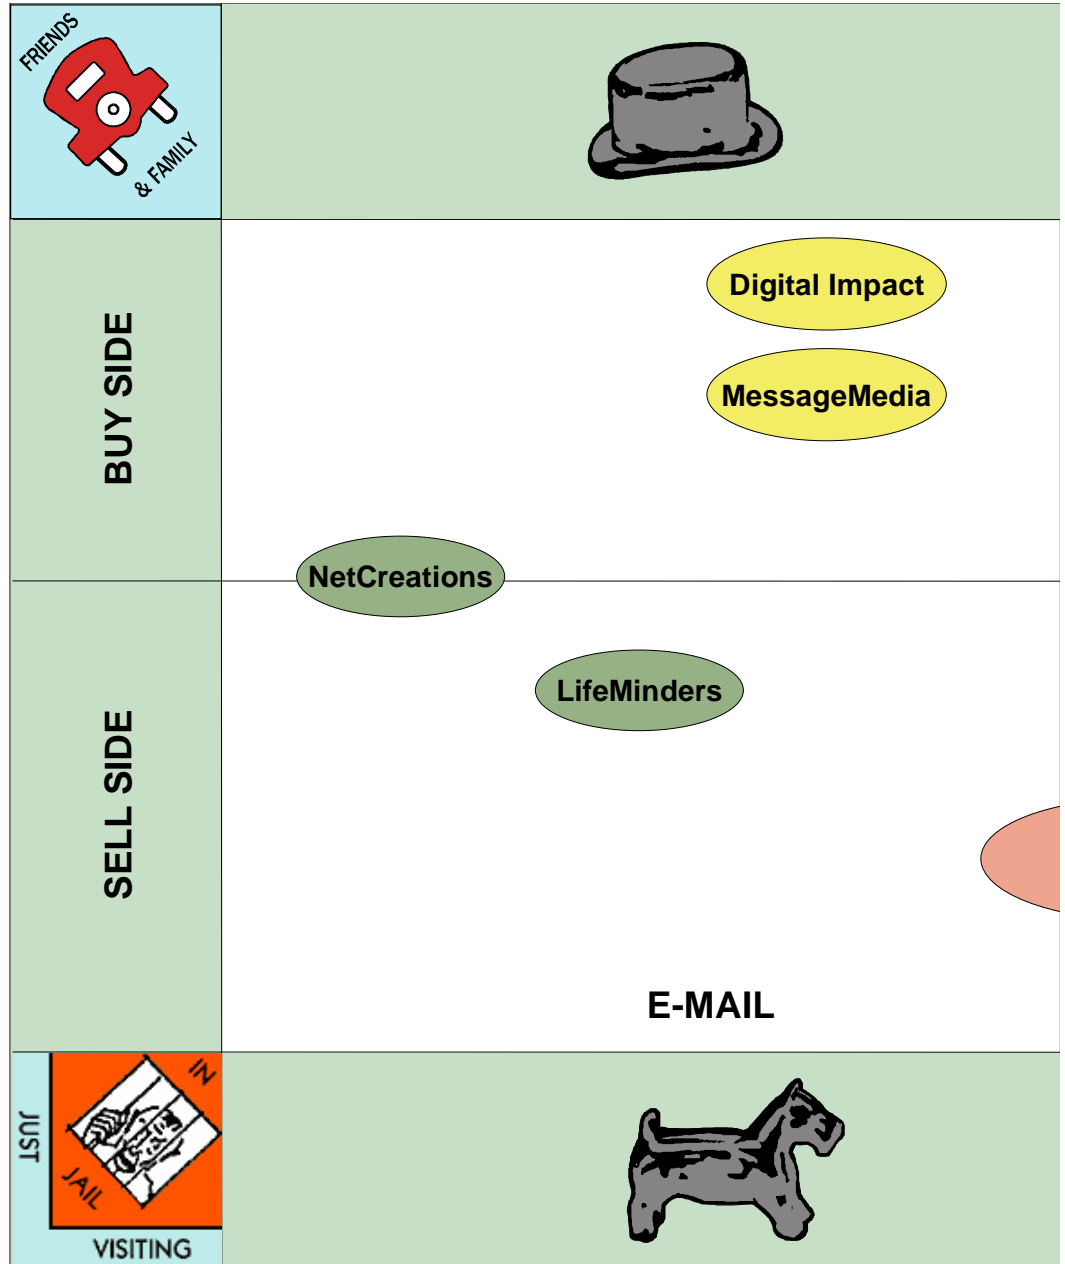 FRIENDS
& FAMILY
BUY SIDE
Digital Impact
MessageMedia
NetCreations
LifeMinders
SELL SIDE
E-MAIL
IN
JAIL
JUST
VISITING